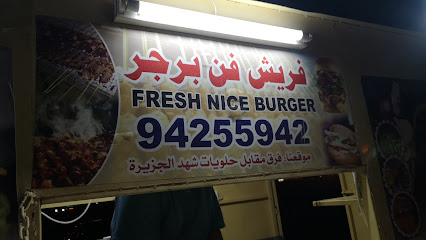 فريش فن برجر
FRESH NICE BURGER
94255942
موقعنا: فرق مقابل حلويات شهد الجزيرة